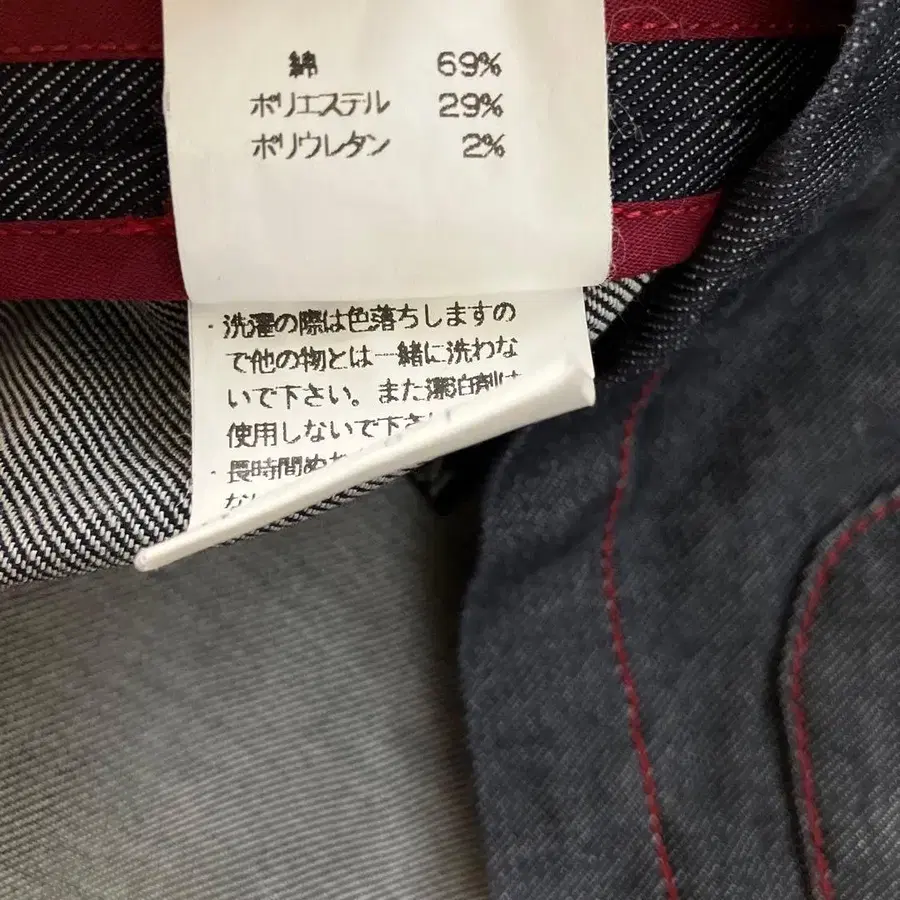 綿 69%
ポリエステル 29%
ポリウレタン 2%
・洗濯の際は色落ちしますの
で他の物とは一緒に洗わな
いで下さい。また漂白剤は
使用しないで下さ
・長時間ぬ
な